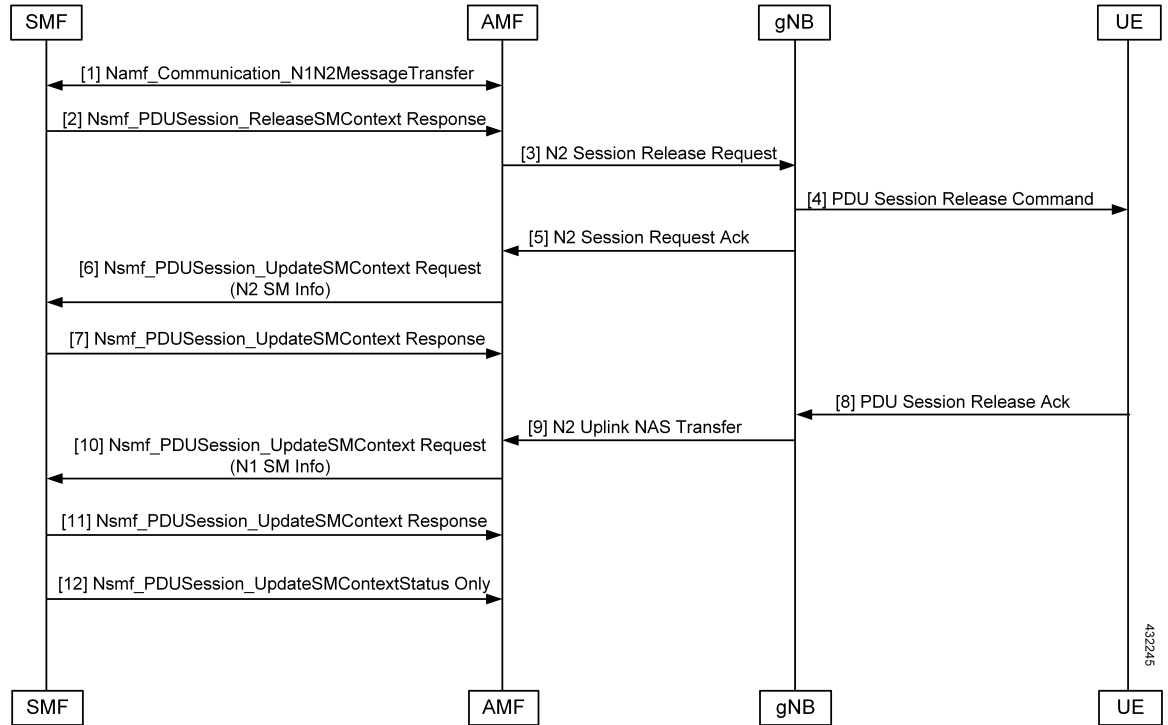 SMF
AMF
gNB
UE
[1] Namf_Communication_N1N2MessageTransfer
[2] Nsmf_PDUSession_ReleaseSMContext Response
[3] N2 Session Release Request
[4] PDU Session Release Command
[5] N2 Session Request Ack
[6] Nsmf_PDUSession_UpdateSMContext Request
(N2 SM Info)
[7] Nsmf_PDUSession_UpdateSMContext Response
[8] PDU Session Release Ack
[9] N2 Uplink NAS Transfer
[10] Nsmf_PDUSession_UpdateSMContext Request
(N1 SM Info)
[11] Nsmf_PDUSession_UpdateSMContext Response
[12] Nsmf_PDUSession_UpdateSMContextStatus Only
432245
SMF
AMF
gNB
UE